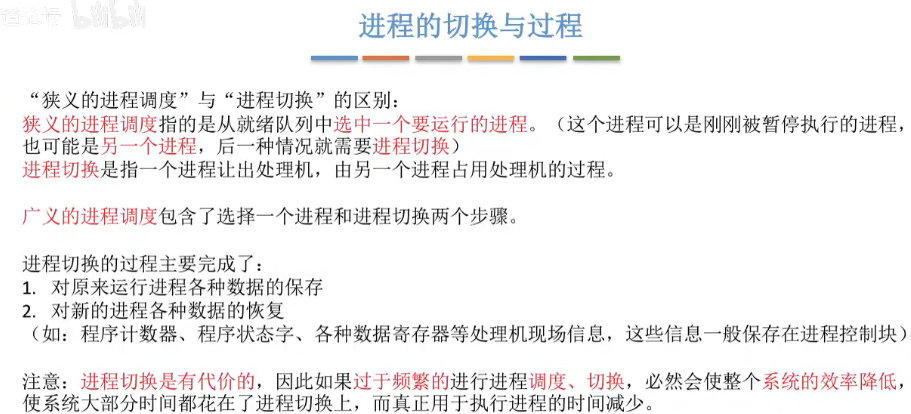 bilibili
进程的切换与过程
“狭义的进程调度”与“进程切换”的区别：
狭义的进程调度指的是从就绪队列中选中一个要运行的进程。（这个进程可以是刚刚被暂停执行的进程，
也可能是另一个进程，后一种情况就需要进程切换）
进程切换是指一个进程让出处理机，由另一个进程占用处理机的过程。
广义的进程调度包含了选择一个进程和进程切换两个步骤。
进程切换的过程主要完成了：
1. 对原来运行进程各种数据的保存
2. 对新的进程各种数据的恢复
（如：程序计数器、程序状态字、各种数据寄存器等处理机现场信息，这些信息一般保存在进程控制块）
注意：进程切换是有代价的，因此如果过于频繁的进行进程调度、切换，必然会使整个系统的效率降低，
使系统大部分时间都花在了进程切换上，而真正用于执行进程的时间减少。